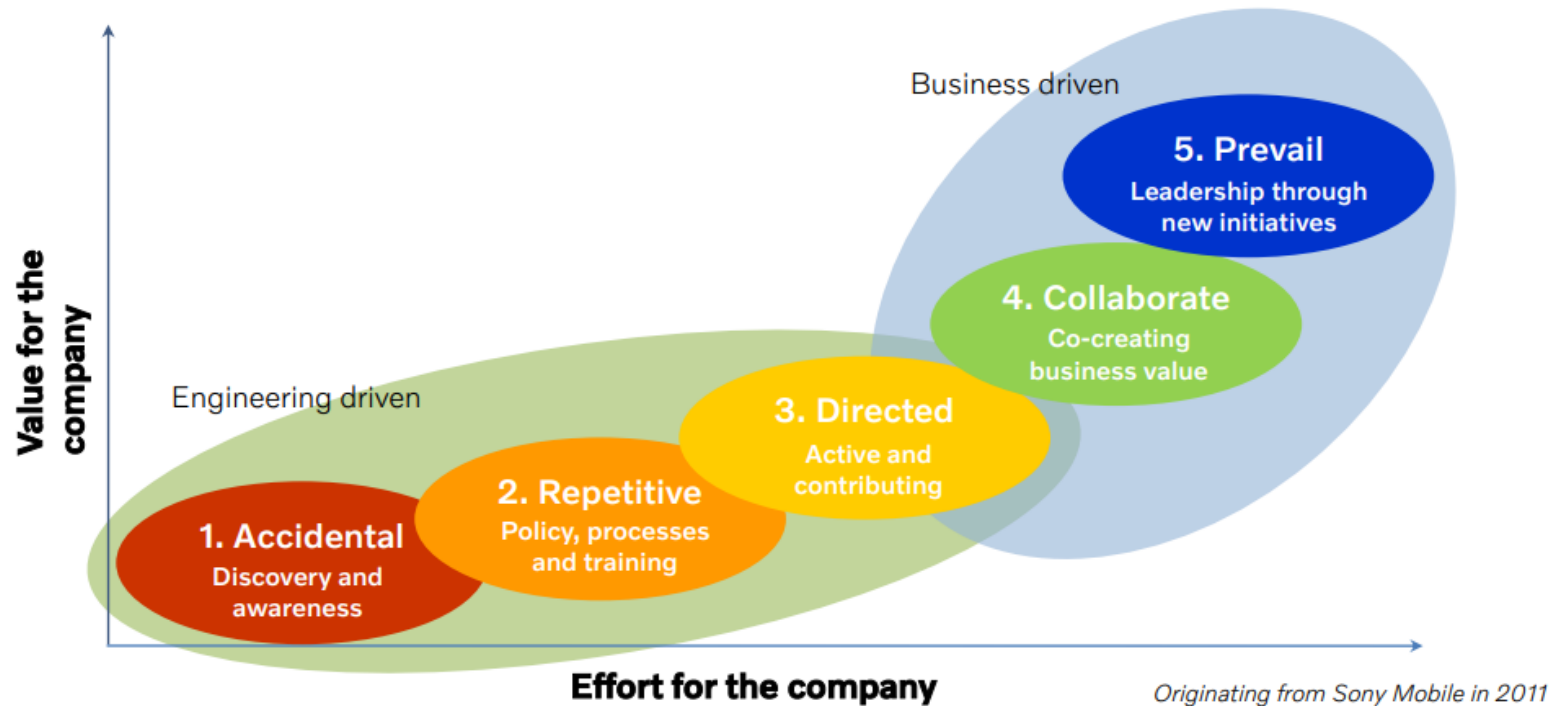 Business driven
5. Prevail
Leadership through
new initiatives
4. Collaborate
Co-creating
business value
Engineering driven
3. Directed
Active and
contributing
2. Repetitive
Policy, processes
and training
1. Accidental
Discovery and
awareness
Value for the
company
Effort for the company
Originating from Sony Mobile in 2011